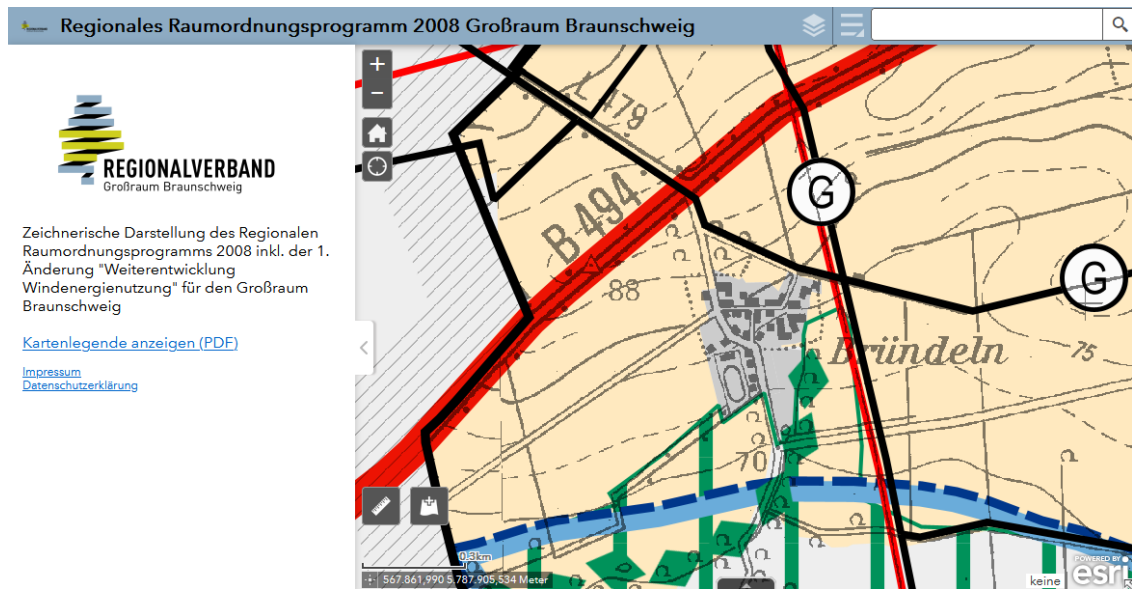 Regionales Raumordnungsprogramm 2008 Großraum Braunschweig
REGIONALVERBAND
Großraum Braunschweig
Zeichnerische Darstellung des Regionalen
Raumordnungsprogramms 2008 inkl. der 1.
Änderung "Weiterentwicklung
Windenergienutzung" für den Großraum
Braunschweig
Kartenlegende anzeigen (PDF)
Impressum
Datenschutzerklärung
+
−
L 479
B 494
G
G
88
Bründeln
75
70
0.3km
567.861,990 5.787.905,534 Meter
keine
POWERED BY
esri